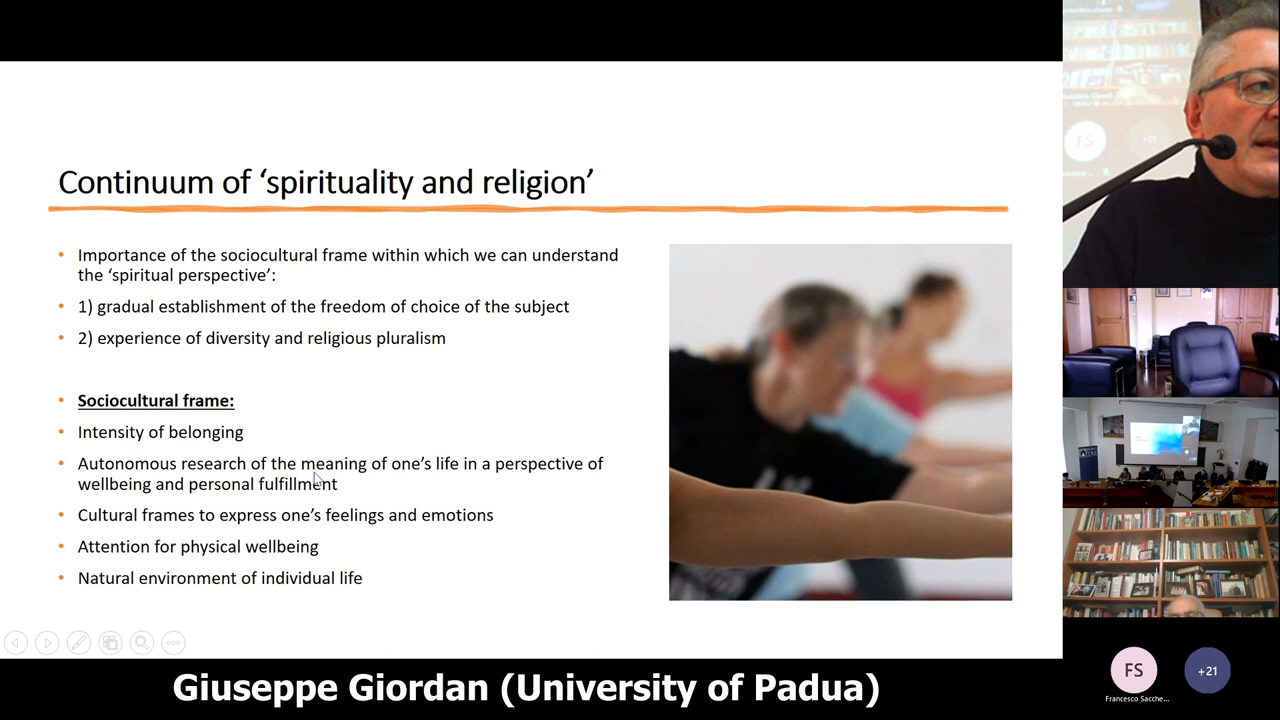 Continuum of ‘spirituality and religion’
Importance of the sociocultural frame within which we can understand
the ‘spiritual perspective’:
1) gradual establishment of the freedom of choice of the subject
2) experience of diversity and religious pluralism
Sociocultural frame:
Intensity of belonging
Autonomous research of the meaning of one’s life in a perspective of
wellbeing and personal fulfillment
Cultural frames to express one’s feelings and emotions
Attention for physical wellbeing
Natural environment of individual life
Giuseppe Giordan (University of Padua)
FS
FS
Francesco Sacche...
+21